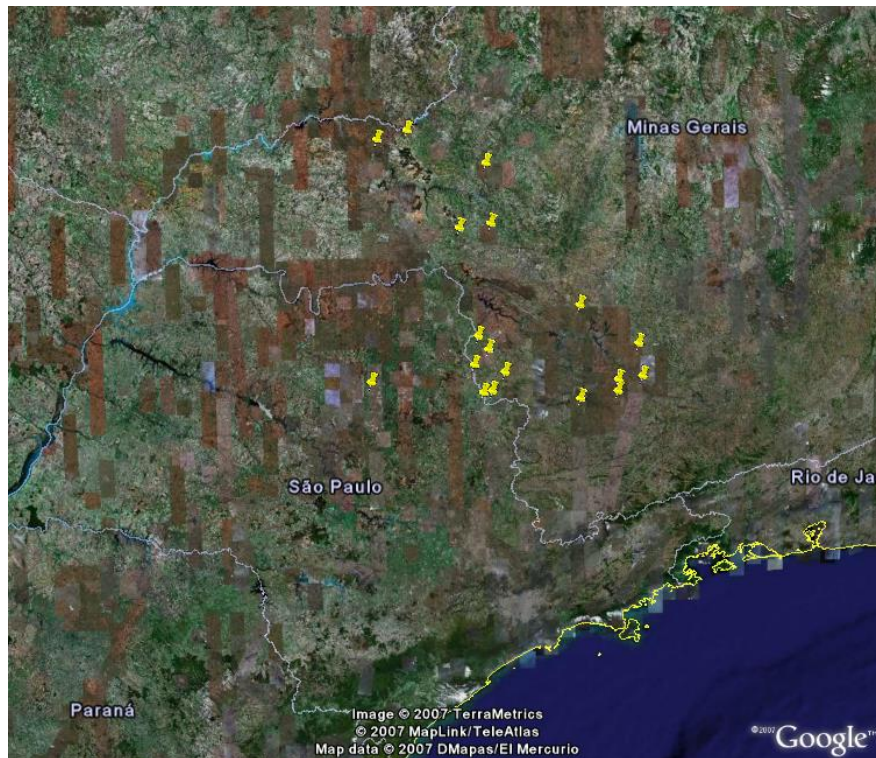 Minas Gerais
São Paulo
Rio de Ja
Paraná
Image © 2007 TerraMetrics
© 2007 MapLink/TeleAtlas
Map data © 2007 DMapas/El Mercurio
©2007 Google™